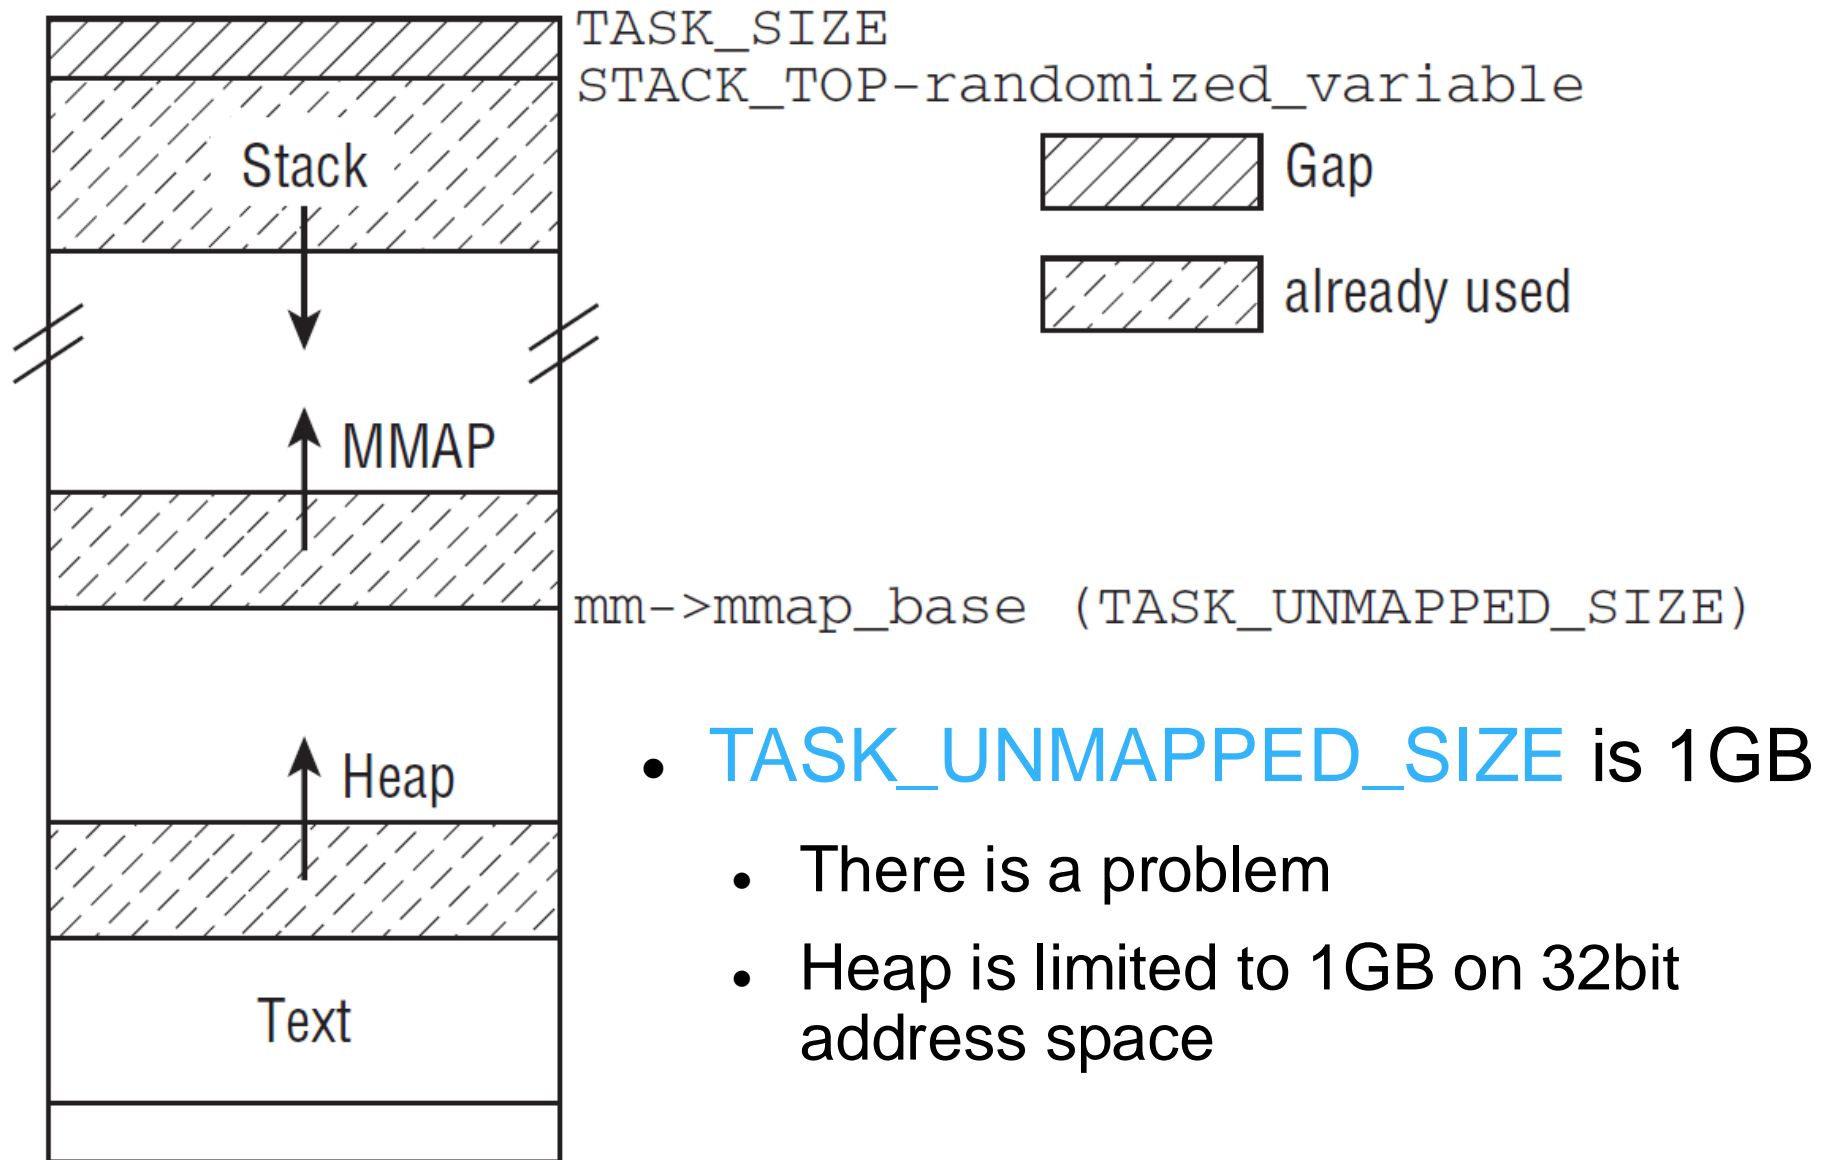 TASK_SIZE
STACK_TOP-randomized_variable
Stack
Gap
already used
MMAP
mm->mmap_base (TASK_UNMAPPED_SIZE)
• TASK_UNMAPPED_SIZE is 1GB
Heap
• There is a problem
• Heap is limited to 1GB on 32bit
address space
Text